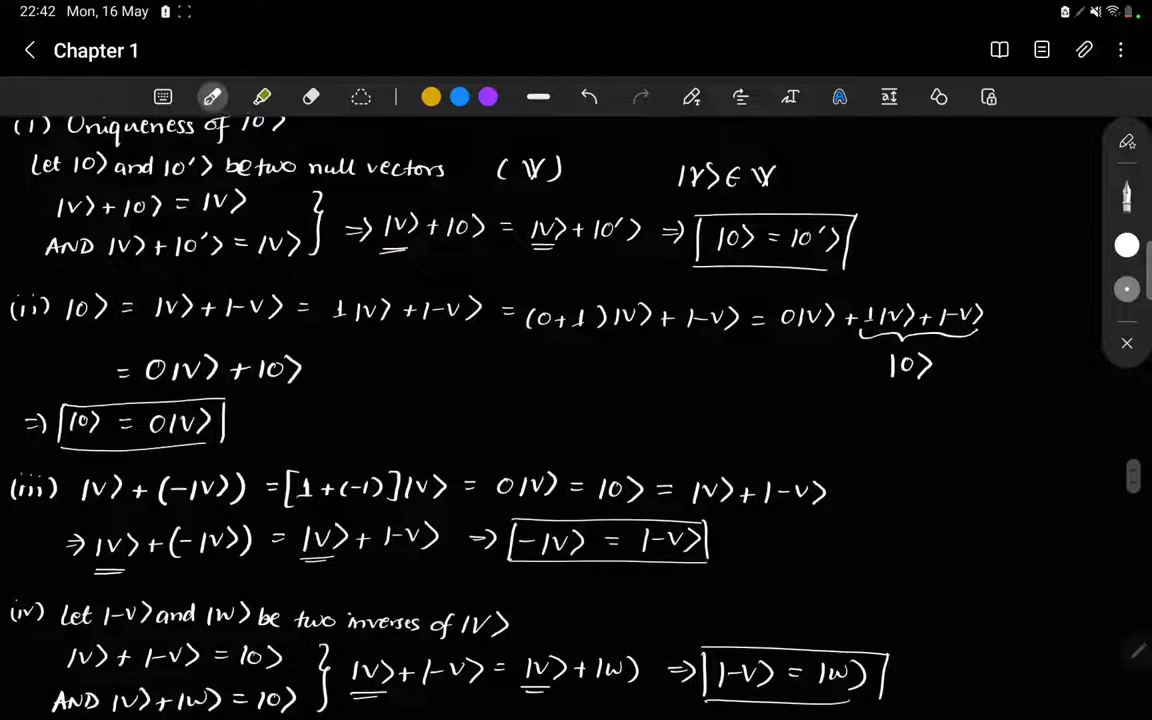 22:42 Mon, 16 May
Chapter 1
(i) Uniqueness of |0>
Let |0> and |0'> be two null vectors (𝕍) |V> ∈ 𝕍
|V> + |0> = |V>
AND |V> + |0'> = |V> } ⇒ |V> + |0> = |V> + |0'> ⇒ |0> = |0'>
(ii) |0> = |V> + |-V> = 1|V> + |-V> = (0+1)|V> + |-V> = 0|V> + 1|V> + |-V>
|0>
= 0|V> + |0>
⇒ |0> = 0|V>
(iii) |V> + (-|V>) = [1+(-1)]|V> = 0|V> = |0> = |V> + |-V>
⇒ |V> + (-|V>) = |V> + |-V> ⇒ -|V> = |-V>
(iv) Let |-V> and |W> be two inverses of |V>
|V> + |-V> = |0>
AND |V> + |W> = |0> } |V> + |-V> = |V> + |W> ⇒ |-V> = |W>